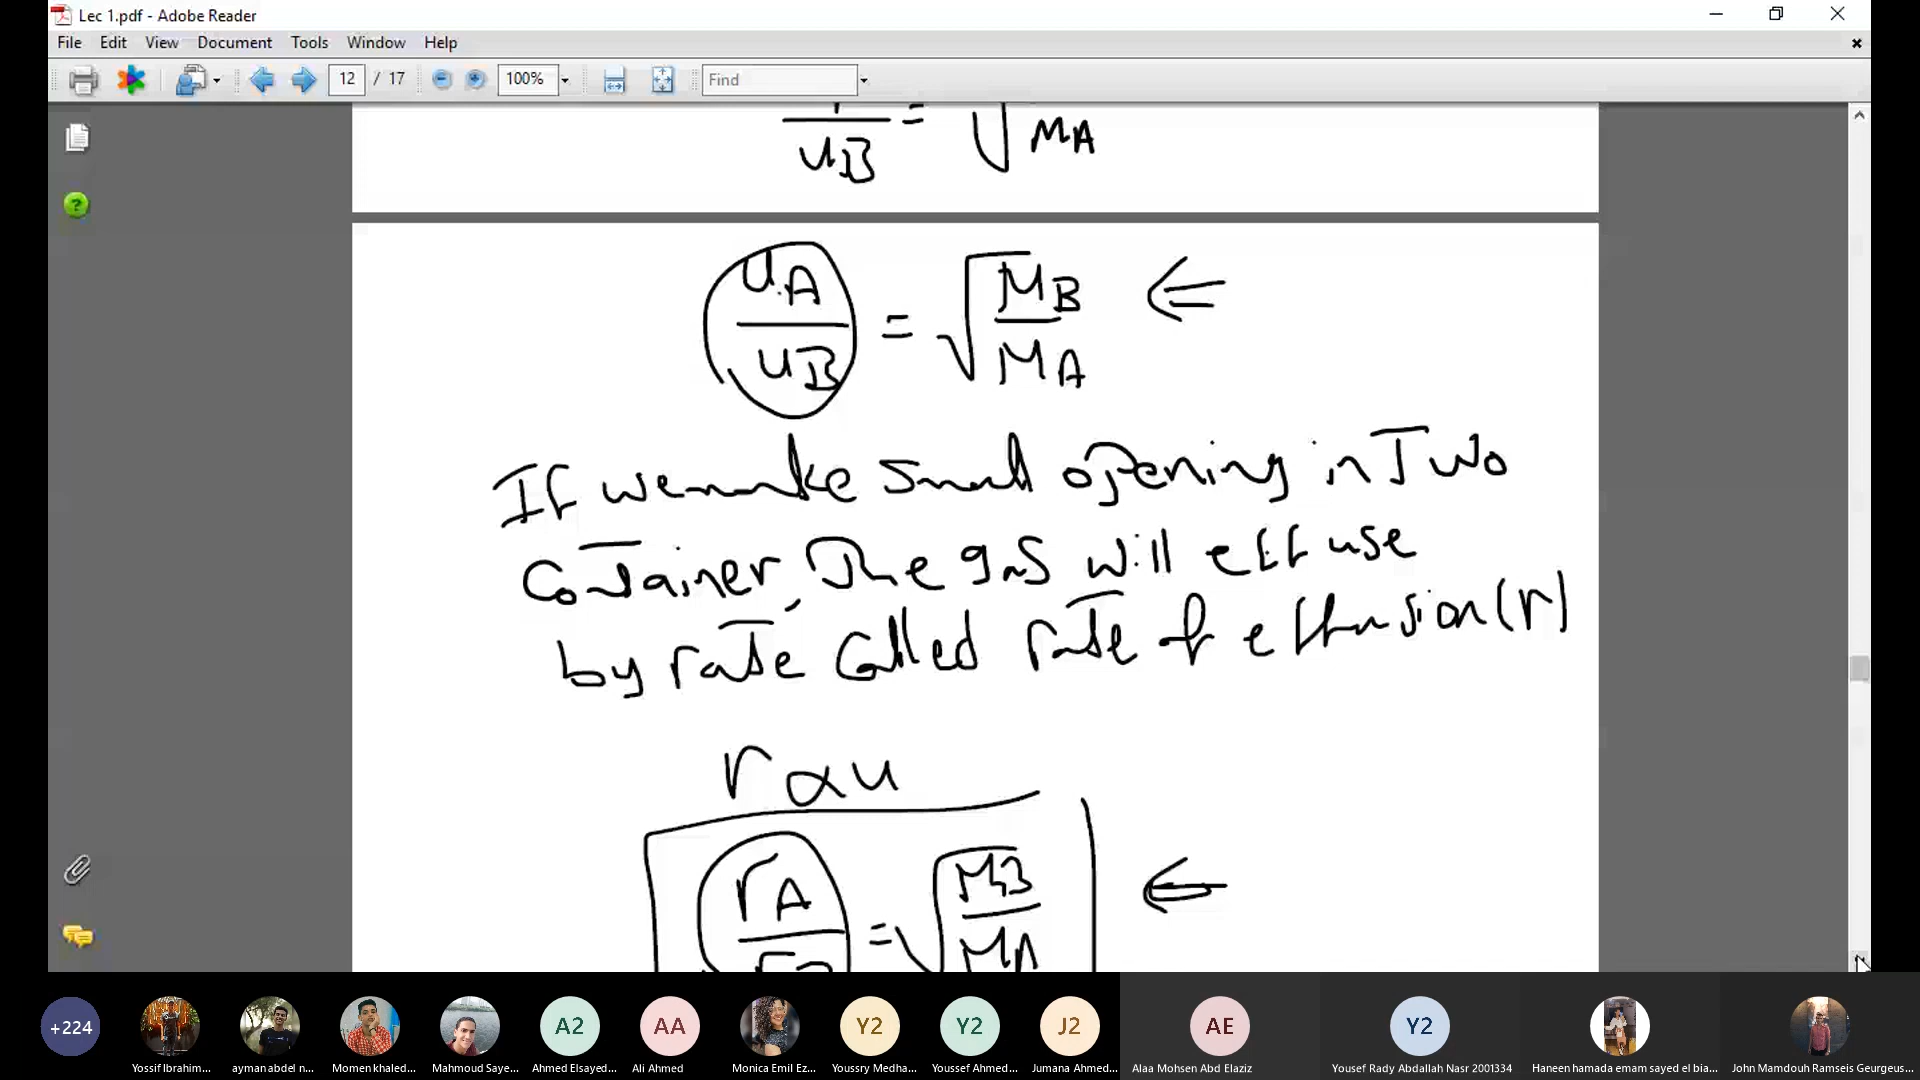 Lec 1.pdf - Adobe Reader
File Edit View Document Tools Window Help
12 / 17 100% Find
uB = √ MA
uA / uB = √ MB / MA ⇐
If we make small opening in Two
Container, The gas will effuse
by rate called rate of effusion (r)
r α u
rA = √ MB / MA ⇐
+224 A2 AA Y2 Y2 J2 AE Y2
Yossif Ibrahim... ayman abdel n... Momen khaled... Mahmoud Saye... Ahmed Elsayed... Ali Ahmed Monica Emil Ez... Youssry Medha... Youssef Ahmed... Jumana Ahmed... Alaa Mohsen Abd Elaziz Yousef Rady Abdallah Nasr 2001334 Haneen hamada emam sayed el bia... John Mamdouh Ramseis Geurgeus...